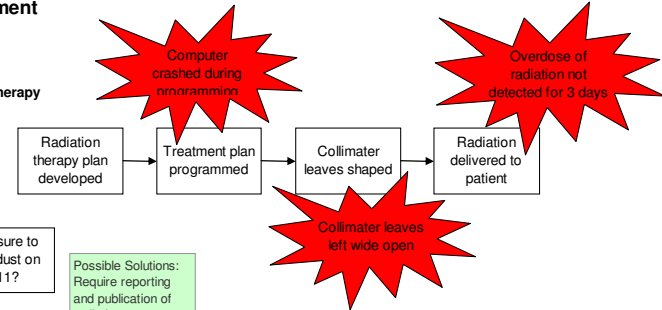 ment
Computer
crashed during
programming
Overdose of
radiation not
detected for 3 days
herapy
Radiation
therapy plan
developed
Treatment plan
programmed
Collimater
leaves shaped
Radiation
delivered to
patient
Collimater leaves
left wide open
sure to
dust on
11?
Possible Solutions:
Require reporting
and publication of